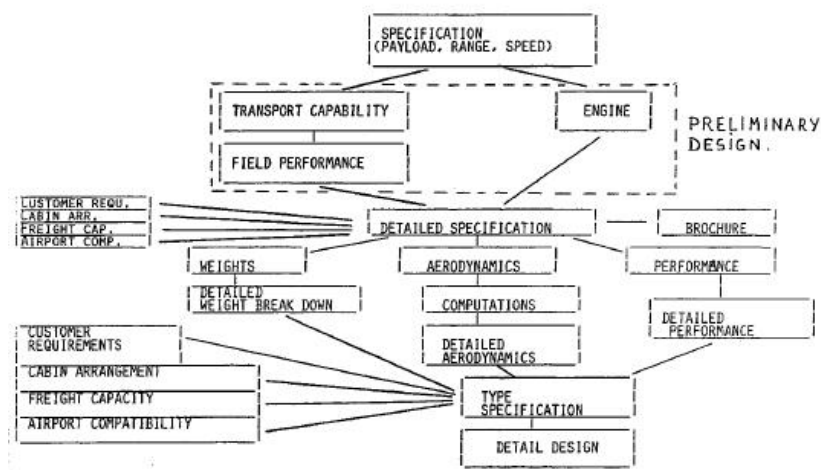 SPECIFICATION
(PAYLOAD, RANGE, SPEED)
TRANSPORT CAPABILITY
ENGINE
PRELIMINARY
DESIGN.
FIELD PERFORMANCE
CUSTOMER REQU.
CABIN ARR.
FREIGHT CAP.
AIRPORT COMP.
DETAILED SPECIFICATION
BROCHURE
WEIGHTS
AERODYNAMICS
PERFORMANCE
DETAILED
WEIGHT BREAK DOWN
COMPUTATIONS
DETAILED
PERFORMANCE
CUSTOMER
REQUIREMENTS
DETAILED
AERODYNAMICS
CABIN ARRANGEMENT
FREIGHT CAPACITY
AIRPORT COMPATIBILITY
TYPE
SPECIFICATION
DETAIL DESIGN